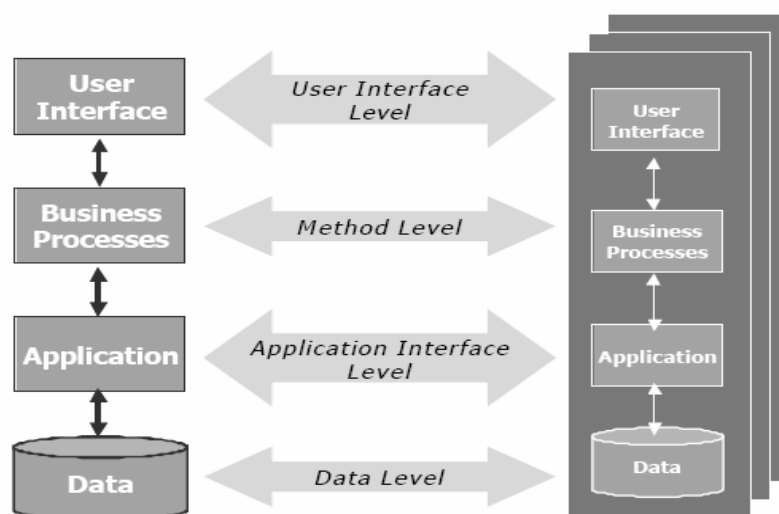 User
Interface
User Interface
Level
User
Interface
Business
Processes
Method Level
Business
Processes
Application
Application Interface
Level
Application
Data
Data Level
Data